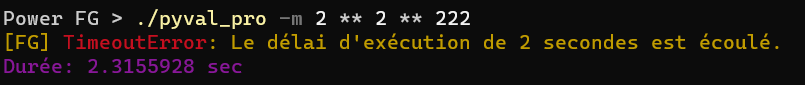 Power FG > ./pyval_pro -m 2 ** 2 ** 222
[FG] TimeoutError: Le délai d'exécution de 2 secondes est écoulé.
Durée: 2.3155928 sec